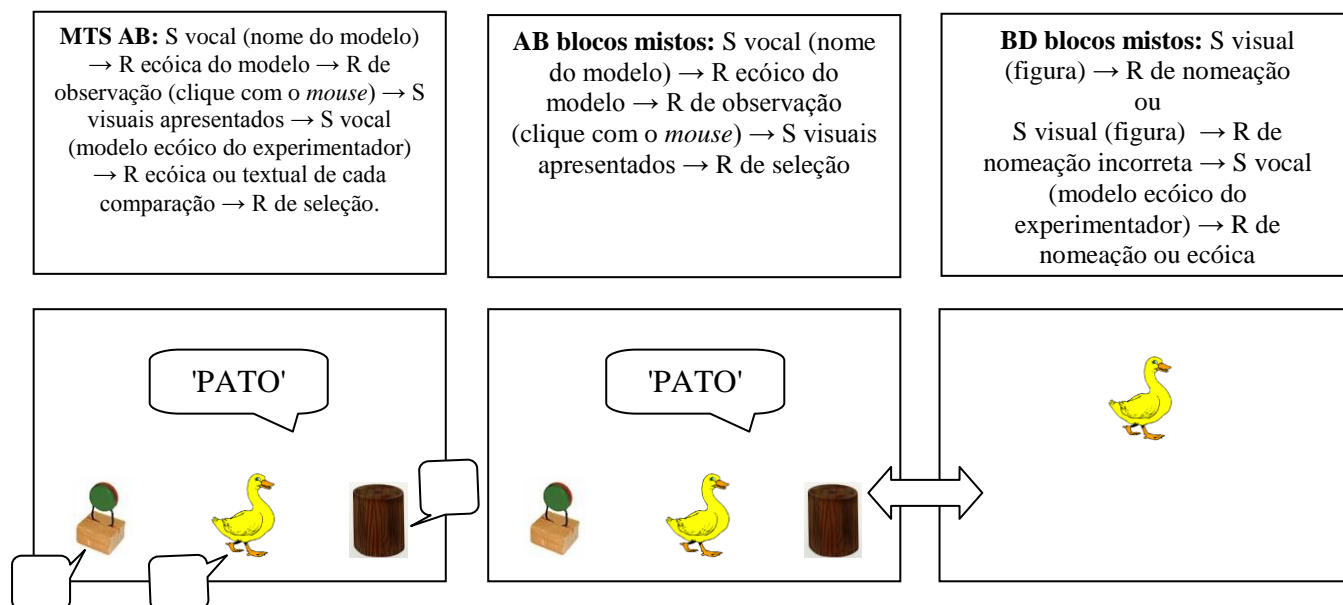 MTS AB: S vocal (nome do modelo)
→ R ecóica do modelo → R de
observação (clique com o mouse) → S
visuais apresentados → S vocal
(modelo ecóico do experimentador)
→ R ecóica ou textual de cada
comparação → R de seleção.
AB blocos mistos: S vocal (nome
do modelo) → R ecóico do
modelo → R de observação
(clique com o mouse) → S visuais
apresentados → R de seleção
BD blocos mistos: S visual
(figura) → R de nomeação
ou
S visual (figura) → R de
nomeação incorreta → S vocal
(modelo ecóico do
experimentador) → R de
nomeação ou ecóica
'PATO'
'PATO'